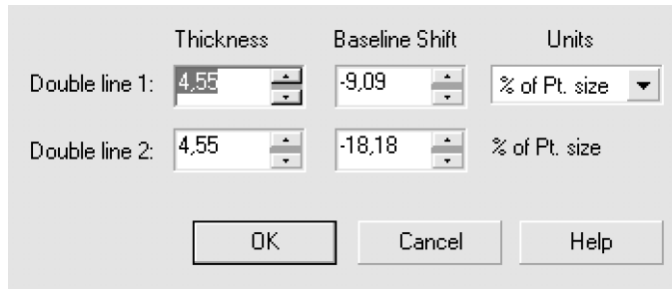 Thickness Baseline Shift Units
Double line 1: 4,55 -9,09 % of Pt. size
Double line 2: 4,55 -18,18 % of Pt. size
OK Cancel Help